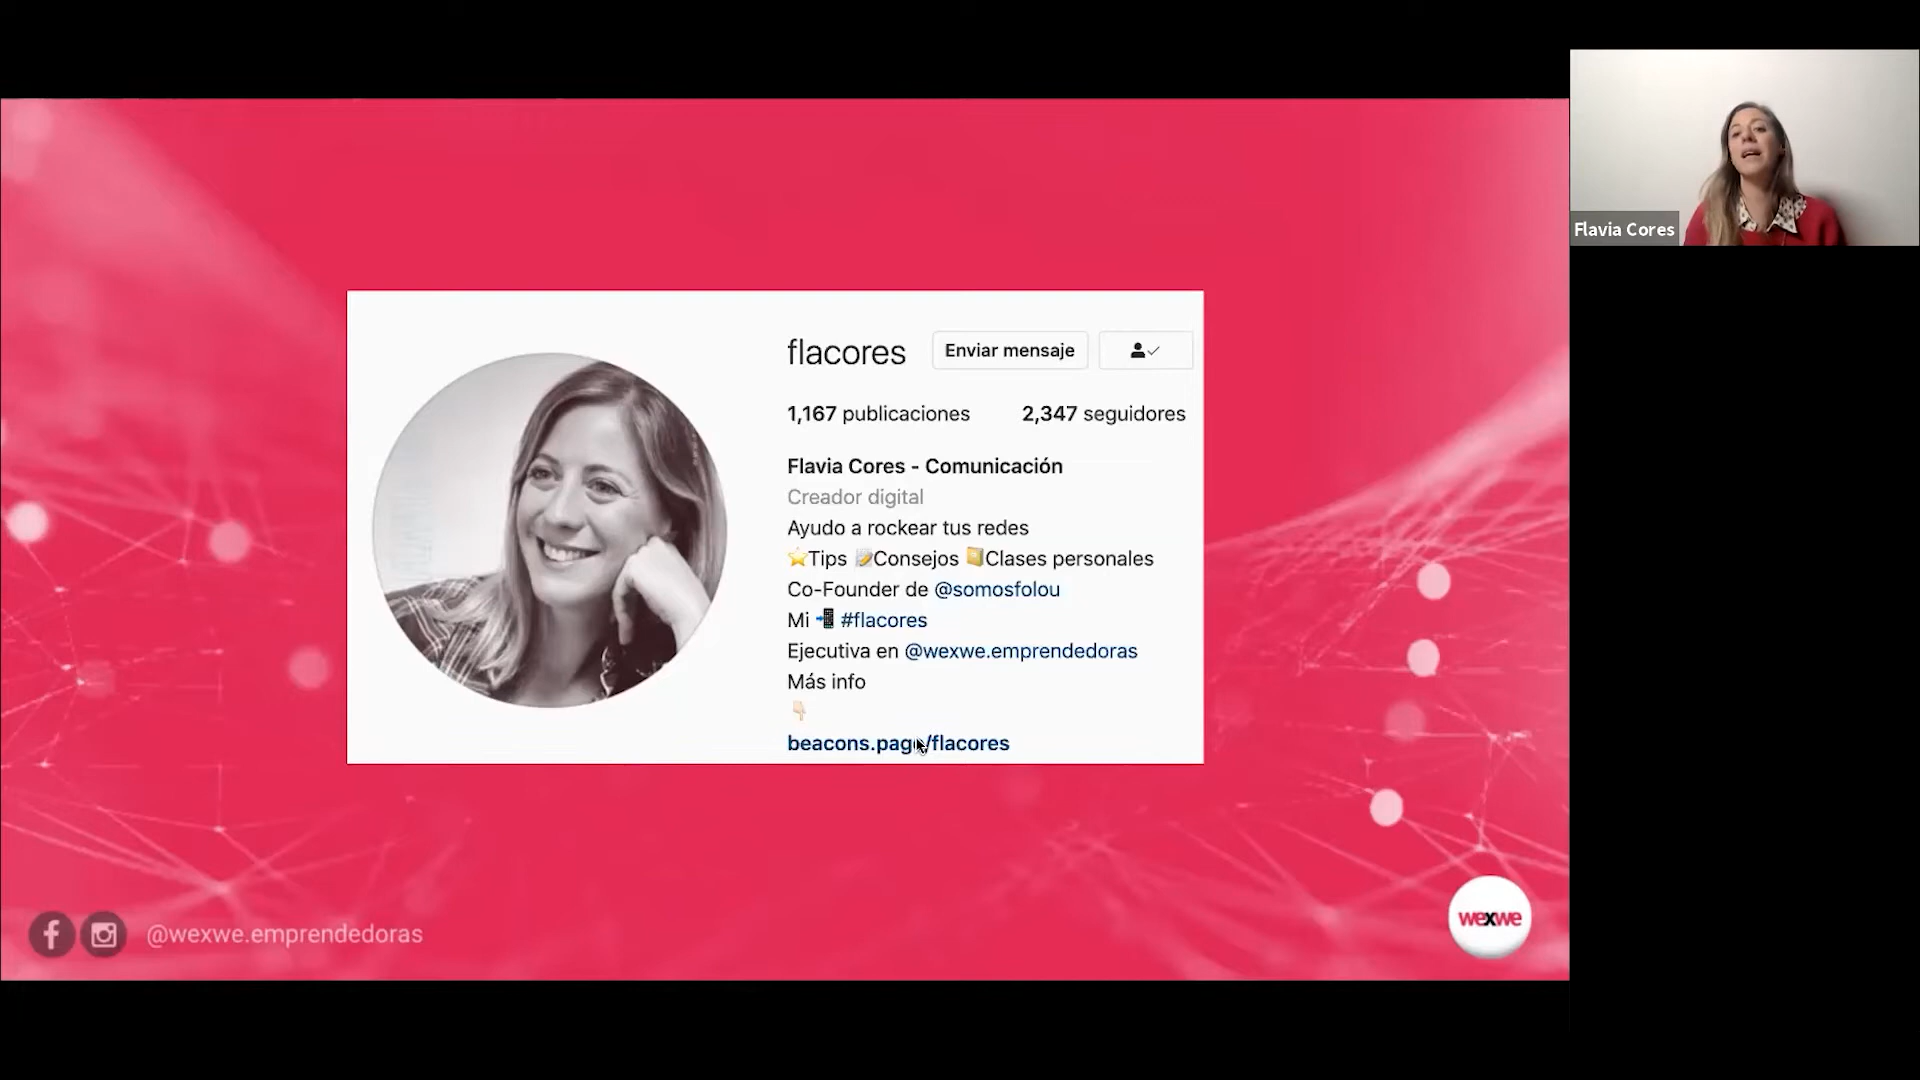 flacores Enviar mensaje
1,167 publicaciones 2,347 seguidores
Flavia Cores - Comunicación
Creador digital
Ayudo a rockear tus redes
⭐Tips 📝Consejos 📒Clases personales
Co-Founder de @somosfolou
Mi 📲 #flacores
Ejecutiva en @wexwe.emprendedoras
Más info
👇🏻
beacons.page/flacores
@wexwe.emprendedoras
wexwe
Flavia Cores